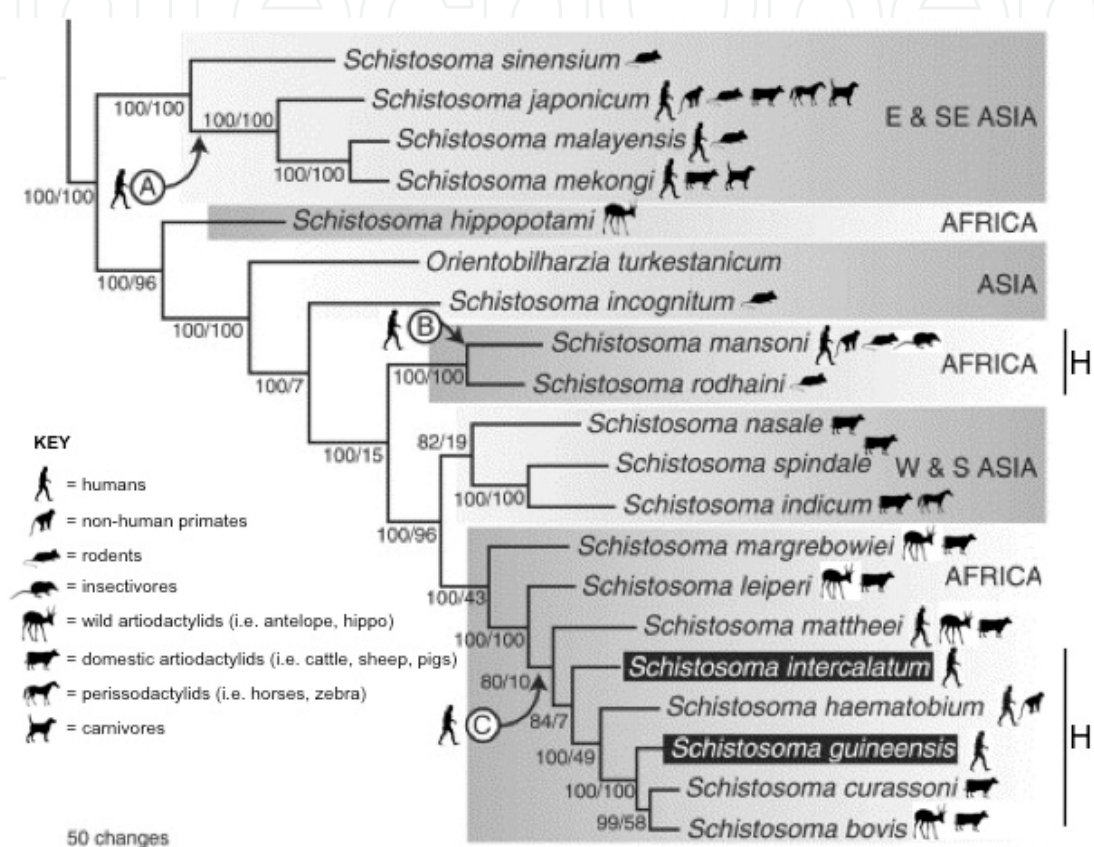 Schistosoma sinensium
100/100
Schistosoma japonicum
100/100
E & SE ASIA
Schistosoma malayensis
100/100
Schistosoma mekongi
A
100/100
Schistosoma hippopotami
AFRICA
Orientobilharzia turkestanicum
100/96
ASIA
Schistosoma incognitum
100/100
B
Schistosoma mansoni
AFRICA
H
100/100
Schistosoma rodhaini
100/7
Schistosoma nasale
82/19
Schistosoma spindale
W & S ASIA
100/15
100/100
Schistosoma indicum
100/96
Schistosoma margrebowiei
AFRICA
Schistosoma leiperi
100/43
Schistosoma mattheei
100/100
Schistosoma intercalatum
80/10
C
Schistosoma haematobium
84/7
H
Schistosoma guineensis
100/49
Schistosoma curassoni
100/100
Schistosoma bovis
99/58
KEY
= humans
= non-human primates
= rodents
= insectivores
= wild artiodactylids (i.e. antelope, hippo)
= domestic artiodactylids (i.e. cattle, sheep, pigs)
= perissodactylids (i.e. horses, zebra)
= carnivores
50 changes